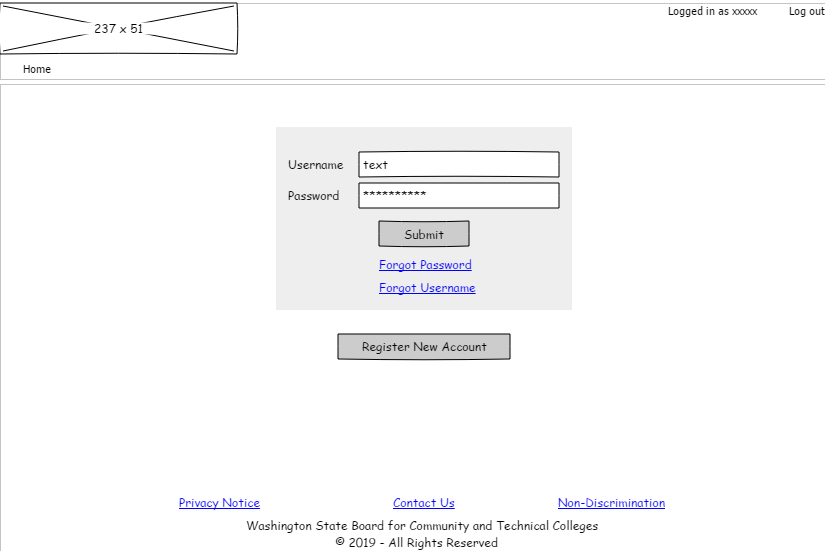 Logged in as xxxxx Log out
237 x 51
Home
Username text
Password **********
Submit
Forgot Password
Forgot Username
Register New Account
Privacy Notice Contact Us Non-Discrimination
Washington State Board for Community and Technical Colleges
© 2019 - All Rights Reserved